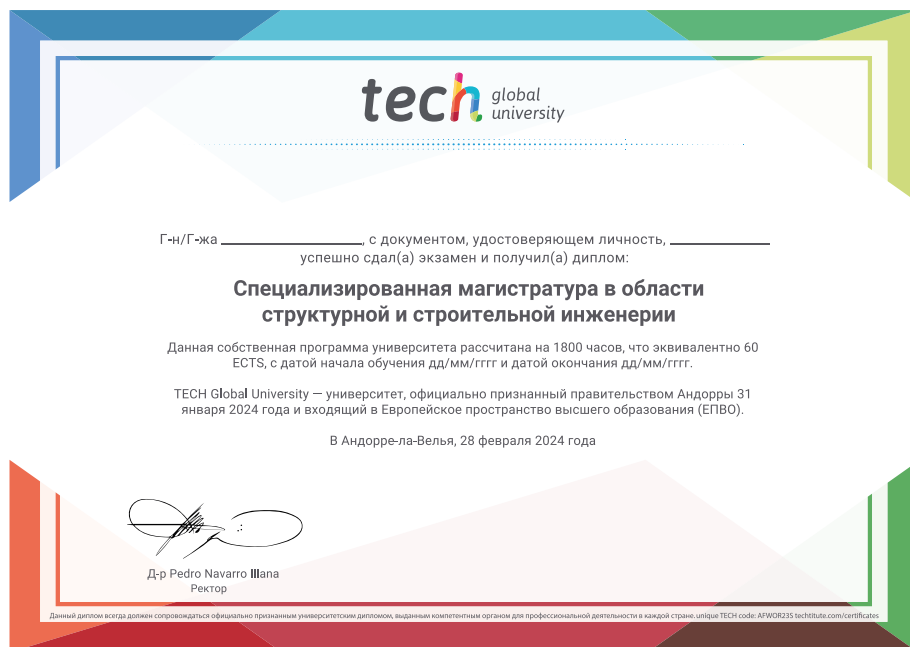 tech global
university
Г-н/Г-жа ____________, с документом, удостоверяющем личность, ____________
успешно сдал(а) экзамен и получил(а) диплом:
Специализированная магистратура в области
структурной и строительной инженерии
Данная собственная программа университета рассчитана на 1800 часов, что эквивалентно 60
ECTS, с датой начала обучения дд/мм/гггг и датой окончания дд/мм/гггг.
TECH Global University — университет, официально признанный правительством Андорры 31
января 2024 года и входящий в Европейское пространство высшего образования (ЕПВО).
В Андорре-ла-Велья, 28 февраля 2024 года
Д-р Pedro Navarro Illana
Ректор
Данный диплом всегда должен сопровождаться официально признанным университетским дипломом, выданным компетентным органом для профессиональной деятельности в каждой стране. unique TECH code: AFWOR23S techtitute.com/certificates